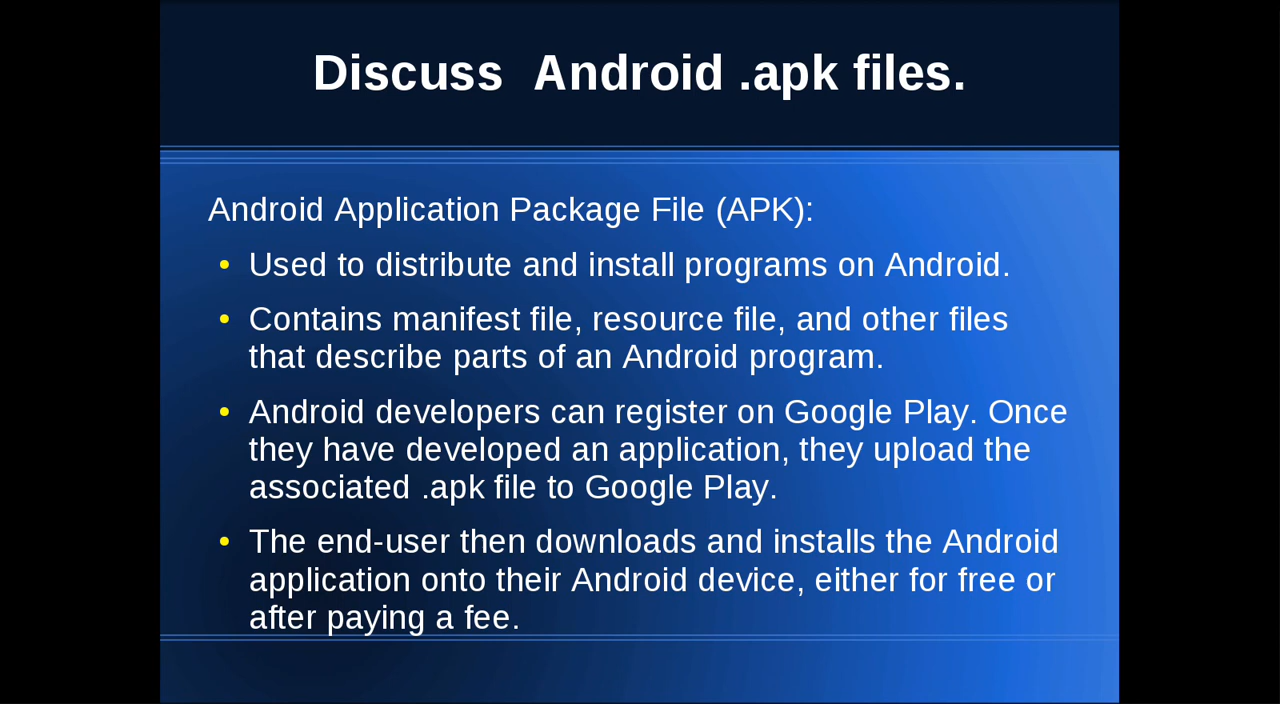 Discuss  Android .apk files.
Android Application Package File (APK):
• Used to distribute and install programs on Android.
• Contains manifest file, resource file, and other files
that describe parts of an Android program.
• Android developers can register on Google Play. Once
they have developed an application, they upload the
associated .apk file to Google Play.
• The end-user then downloads and installs the Android
application onto their Android device, either for free or
after paying a fee.